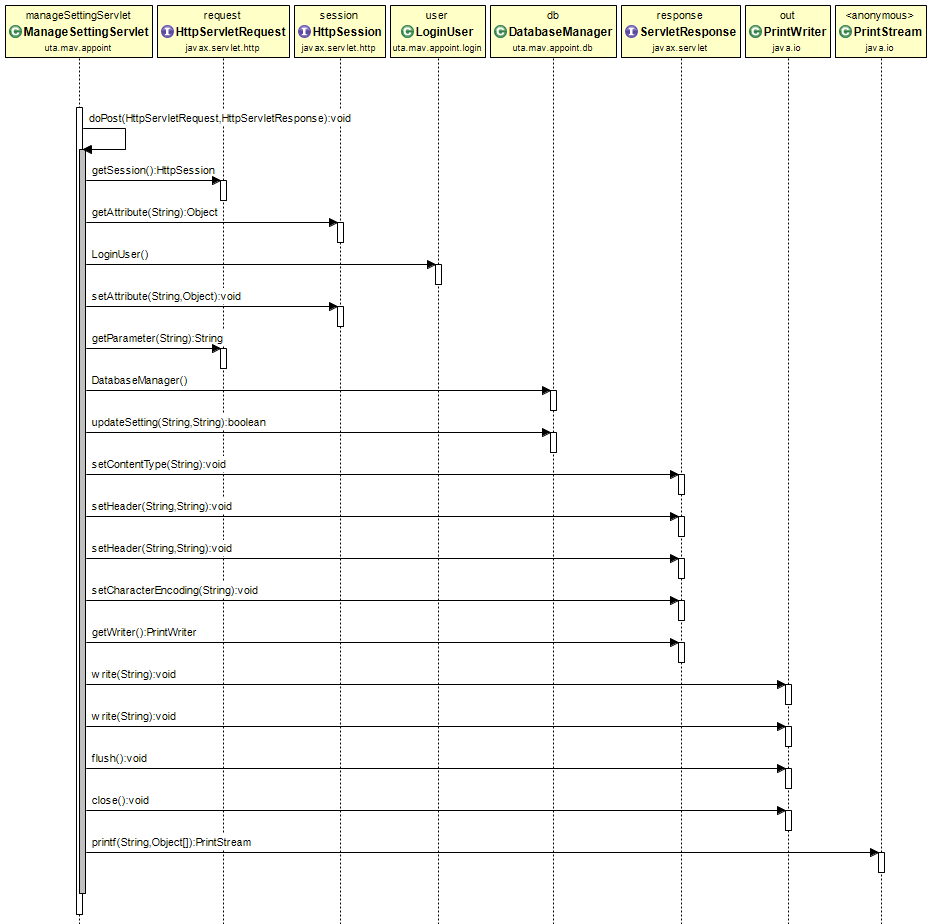 manageSettingServlet
C ManageSettingServlet
uta.mav.appoint
request
I HttpServletRequest
javax.servlet.http
session
I HttpSession
javax.servlet.http
user
C LoginUser
uta.mav.appoint.login
db
C DatabaseManager
uta.mav.appoint.db
response
I ServletResponse
javax.servlet
out
C PrintWriter
java.io
<anonymous>
C PrintStream
java.io
doPost(HttpServletRequest,HttpServletResponse):void
getSession():HttpSession
getAttribute(String):Object
LoginUser()
setAttribute(String,Object):void
getParameter(String):String
DatabaseManager()
updateSetting(String,String):boolean
setContentType(String):void
setHeader(String,String):void
setHeader(String,String):void
setCharacterEncoding(String):void
getWriter():PrintWriter
write(String):void
write(String):void
flush():void
close():void
printf(String,Object[]):PrintStream